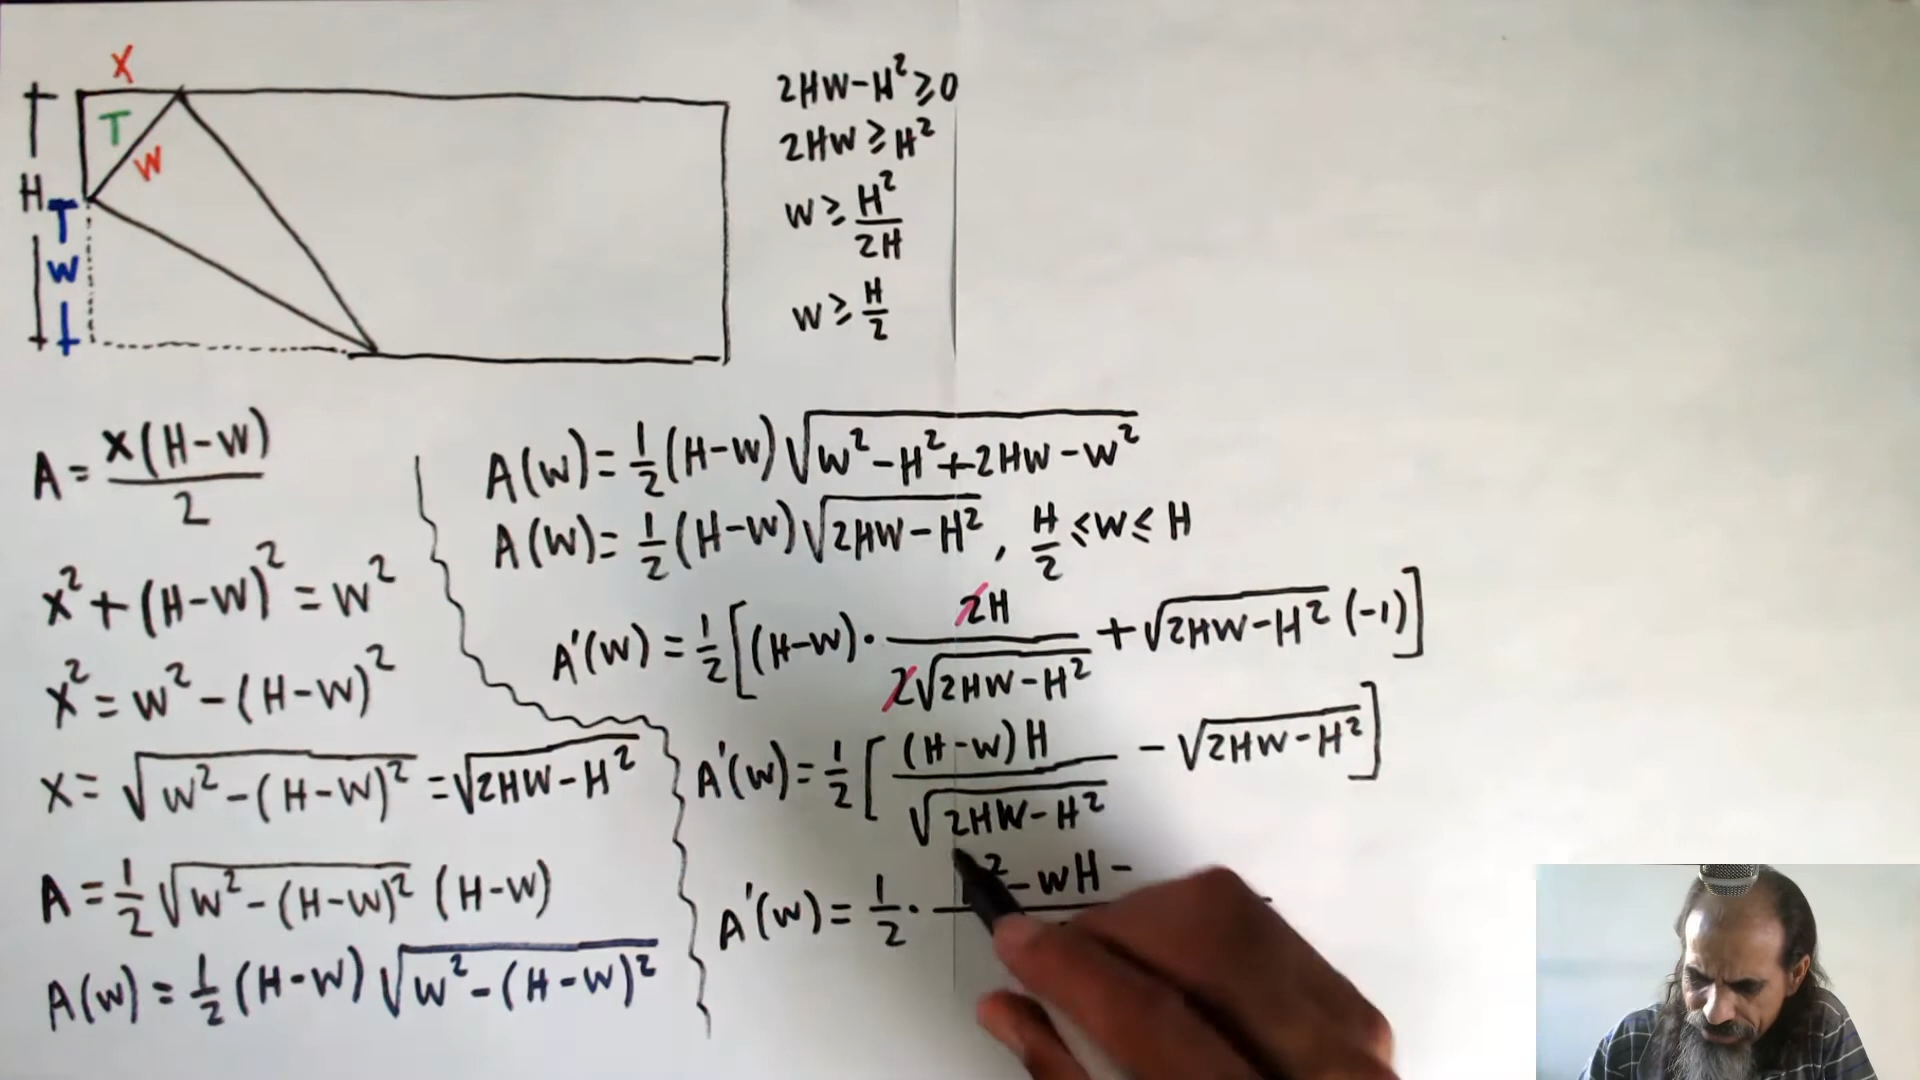 X
T
W
H
T
W
2HW-H²≥0
2HW≥H²
W≥H²/2H
W≥H/2
A=x(H-W)/2
x²+(H-W)²=W²
x²=W²-(H-W)²
x=√(W²-(H-W)²)=√(2HW-H²)
A=1/2√(W²-(H-W)²)(H-W)
A(W)=1/2(H-W)√(W²-(H-W)²)
A(W)=1/2(H-W)√(W²-H²+2HW-W²)
A(W)=1/2(H-W)√(2HW-H²), H/2≤W≤H
A'(W)=1/2[(H-W)·2H/2√(2HW-H²)+√(2HW-H²)(-1)]
A'(W)=1/2[(H-W)H/√(2HW-H²)-√(2HW-H²)]
A'(W)=1/2· ²-WH-